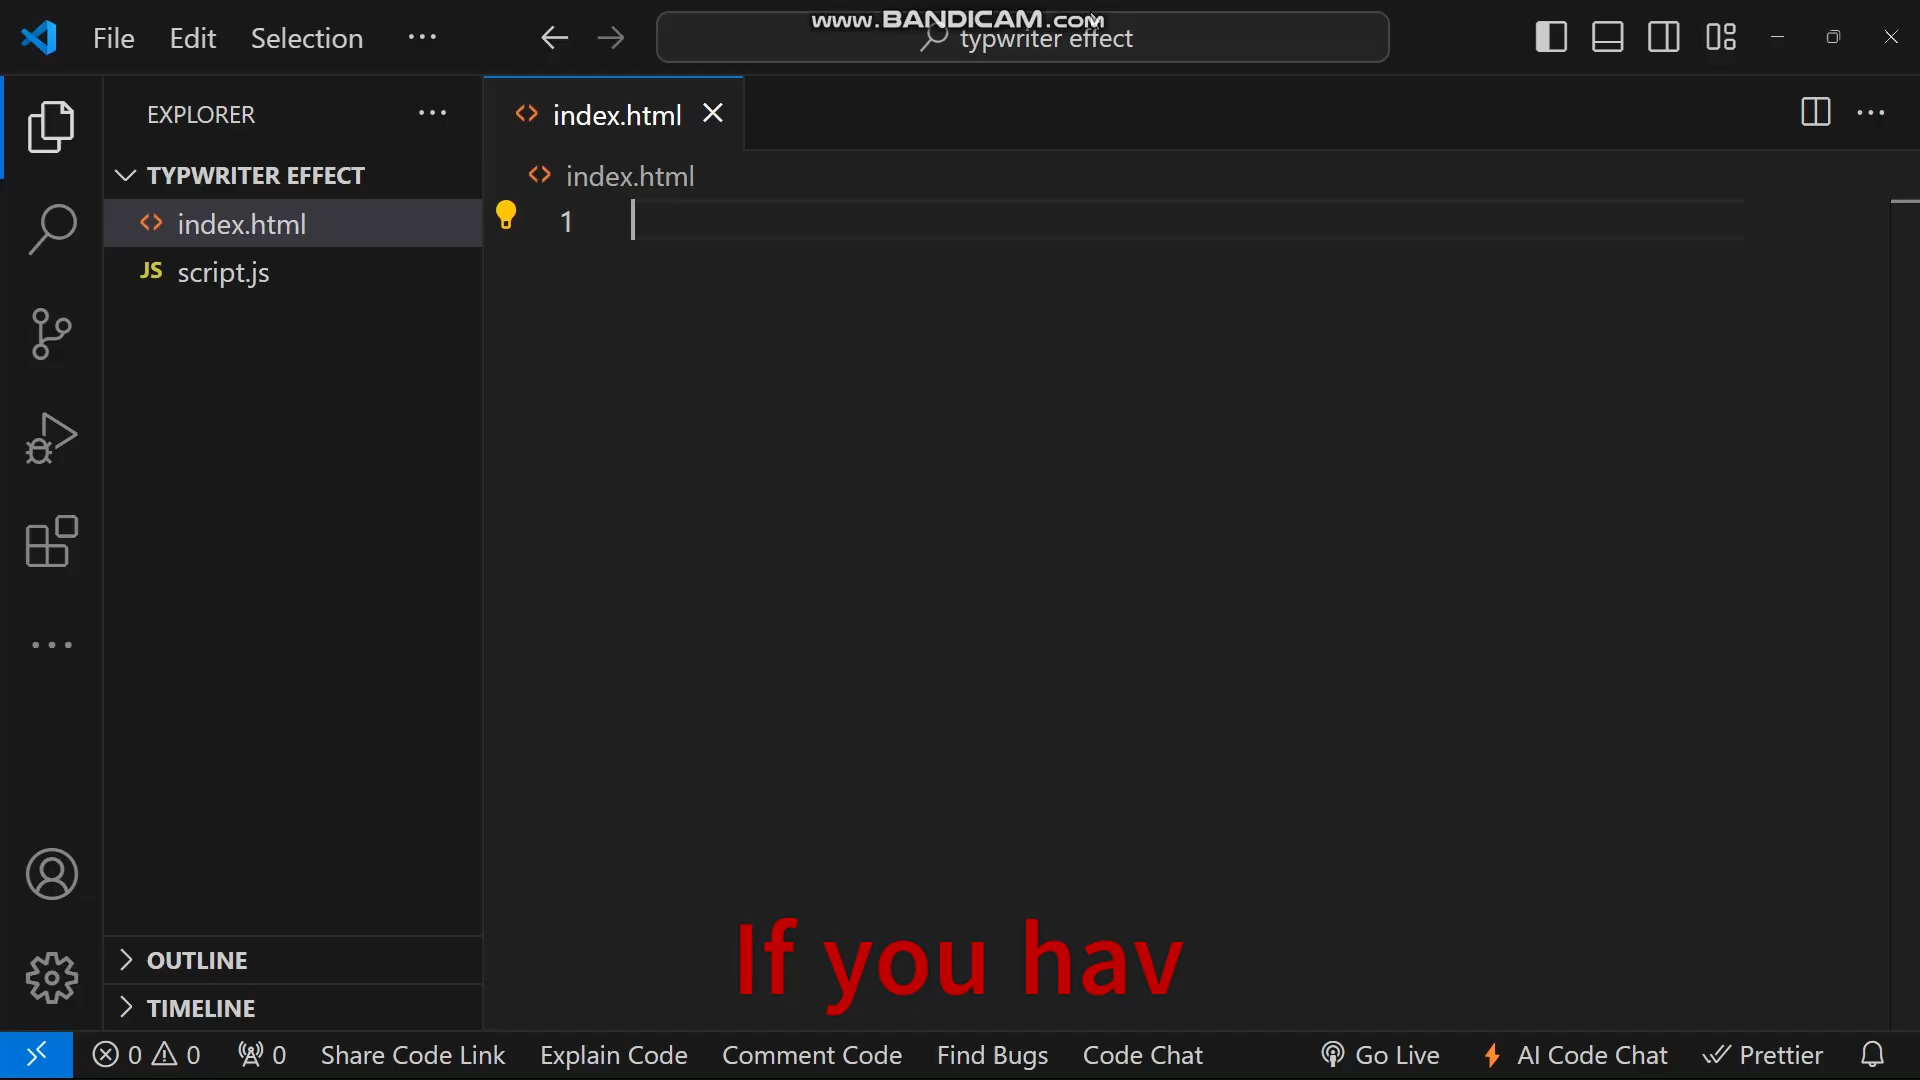 www.BANDICAM.com
File Edit Selection ··· typwriter effect
EXPLORER ···
index.html
TYPWRITER EFFECT
index.html
index.html
1
JS script.js
If you hav
OUTLINE
TIMELINE
0 0 0 Share Code Link Explain Code Comment Code Find Bugs Code Chat Go Live AI Code Chat Prettier